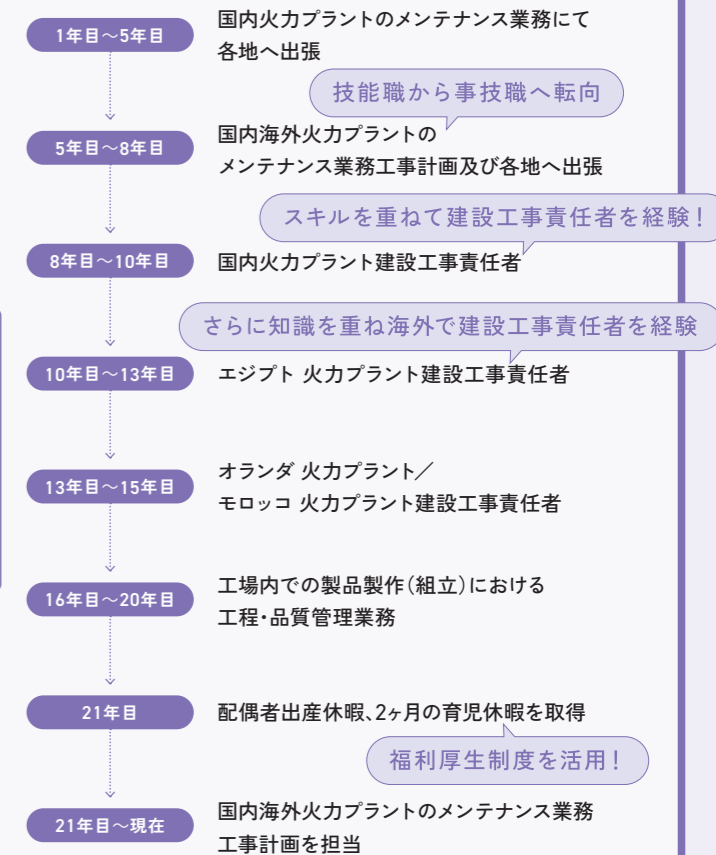 1年目〜5年目
国内火力プラントのメンテナンス業務にて
各地へ出張
技能職から事技職へ転向
5年目〜8年目
国内海外火力プラントの
メンテナンス業務工事計画及び各地へ出張
スキルを重ねて建設工事責任者を経験！
8年目〜10年目
国内火力プラント建設工事責任者
さらに知識を重ね海外で建設工事責任者を経験
10年目〜13年目
エジプト 火力プラント建設工事責任者
13年目〜15年目
オランダ 火力プラント／
モロッコ 火力プラント建設工事責任者
16年目〜20年目
工場内での製品製作（組立）における
工程・品質管理業務
21年目
配偶者出産休暇、2ヶ月の育児休暇を取得
福利厚生制度を活用！
21年目〜現在
国内海外火力プラントのメンテナンス業務
工事計画を担当